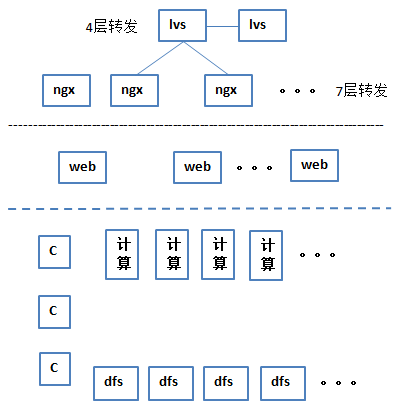 4层转发 lvs lvs
ngx ngx ngx 。。。 7层转发
web web 。。。 web
C 计算 计算 计算 计算 。。。
C
C dfs dfs dfs dfs 。。。